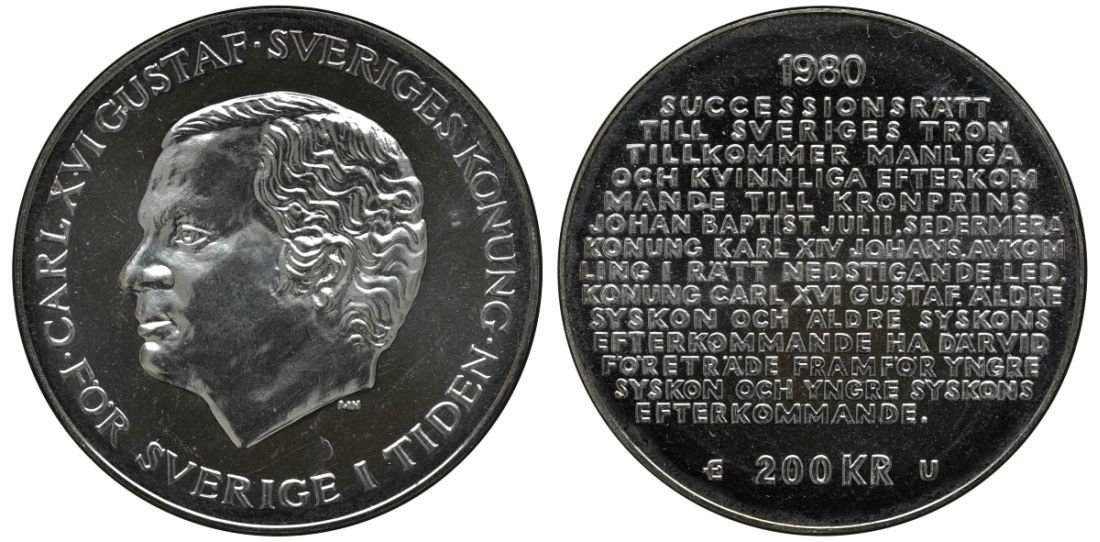 CARL XVI GUSTAF · SVERIGES KONUNG ·
FÖR SVERIGE I TIDEN ·
1980
SUCCESSIONSRÄTT
TILL SVERIGES TRON
TILLKOMMER MANLIGA
OCH KVINNLIGA EFTERKOM
MANDE TILL KRONPRINS
JOHAN BAPTIST JULII, SEDERMERA
KONUNG KARL XIV JOHANS, AVKOM
LING I RÄTT NEDSTIGANDE LED.
KONUNG CARL XVI GUSTAF. ÄLDRE
SYSKON OCH ÄLDRE SYSKONS
EFTERKOMMANDE HA DÄRVID
FÖRETRÄDE FRAMFÖR YNGRE
SYSKON OCH YNGRE SYSKONS
EFTERKOMMANDE.
200 KR U